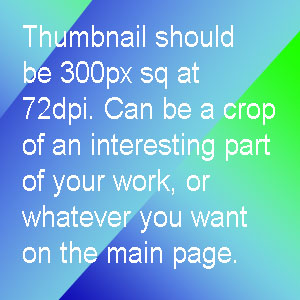 Thumbnail should
be 300px sq at
72dpi. Can be a crop
of an interesting part
of your work, or
whatever you want
on the main page.